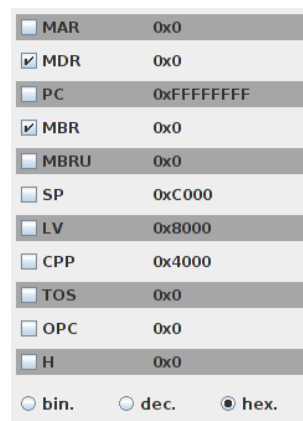 MAR 0x0
MDR 0x0
PC 0xFFFFFFFF
MBR 0x0
MBRU 0x0
SP 0xC000
LV 0x8000
CPP 0x4000
TOS 0x0
OPC 0x0
H 0x0
bin. dec. hex.